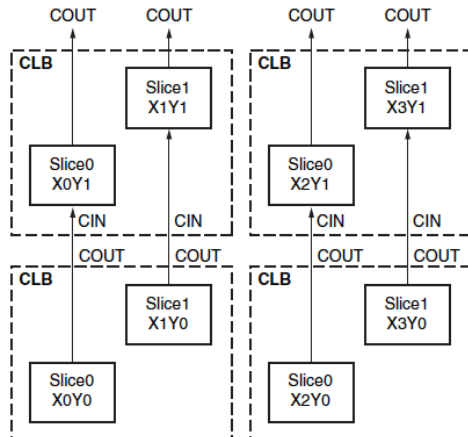 COUT COUT COUT COUT
CLB CLB
Slice1
X1Y1
Slice1
X3Y1
Slice0
X0Y1
Slice0
X2Y1
CIN CIN CIN CIN
COUT COUT COUT COUT
CLB CLB
Slice1
X1Y0
Slice1
X3Y0
Slice0
X0Y0
Slice0
X2Y0